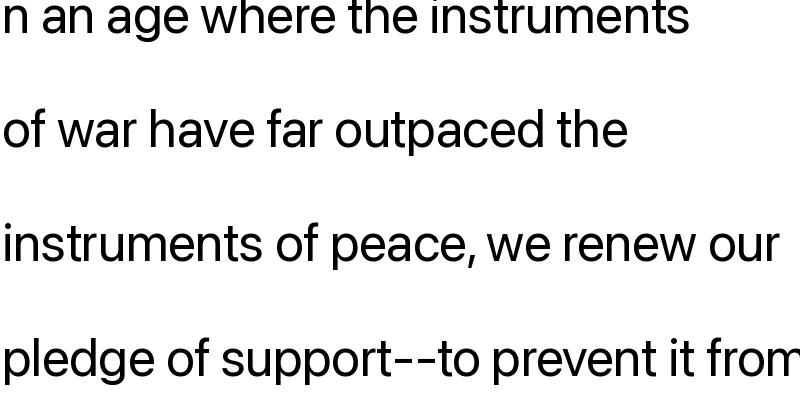 n an age where the instruments
of war have far outpaced the
instruments of peace, we renew our
pledge of support--to prevent it from